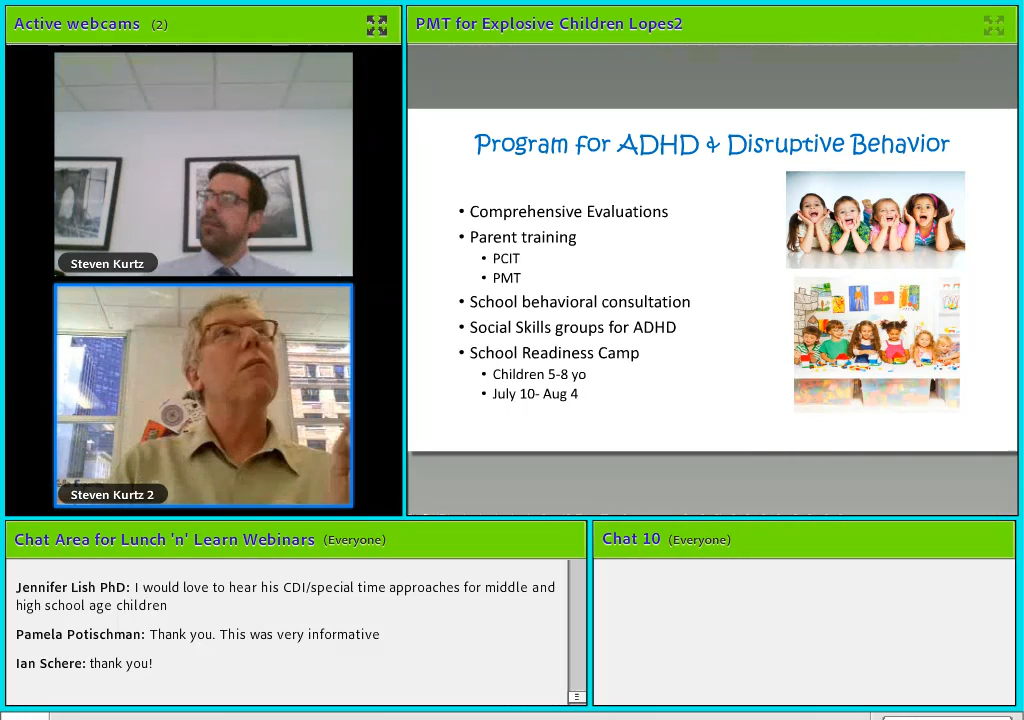 Active webcams (2)
Steven Kurtz
Steven Kurtz 2
PMT for Explosive Children Lopes2
Program for ADHD & Disruptive Behavior
• Comprehensive Evaluations
• Parent training
• PCIT
• PMT
• School behavioral consultation
• Social Skills groups for ADHD
• School Readiness Camp
• Children 5-8 yo
• July 10- Aug 4
Chat Area for Lunch 'n' Learn Webinars (Everyone)
Jennifer Lish PhD: I would love to hear his CDI/special time approaches for middle and
high school age children
Pamela Potischman: Thank you. This was very informative
Ian Schere: thank you!
Chat 10 (Everyone)